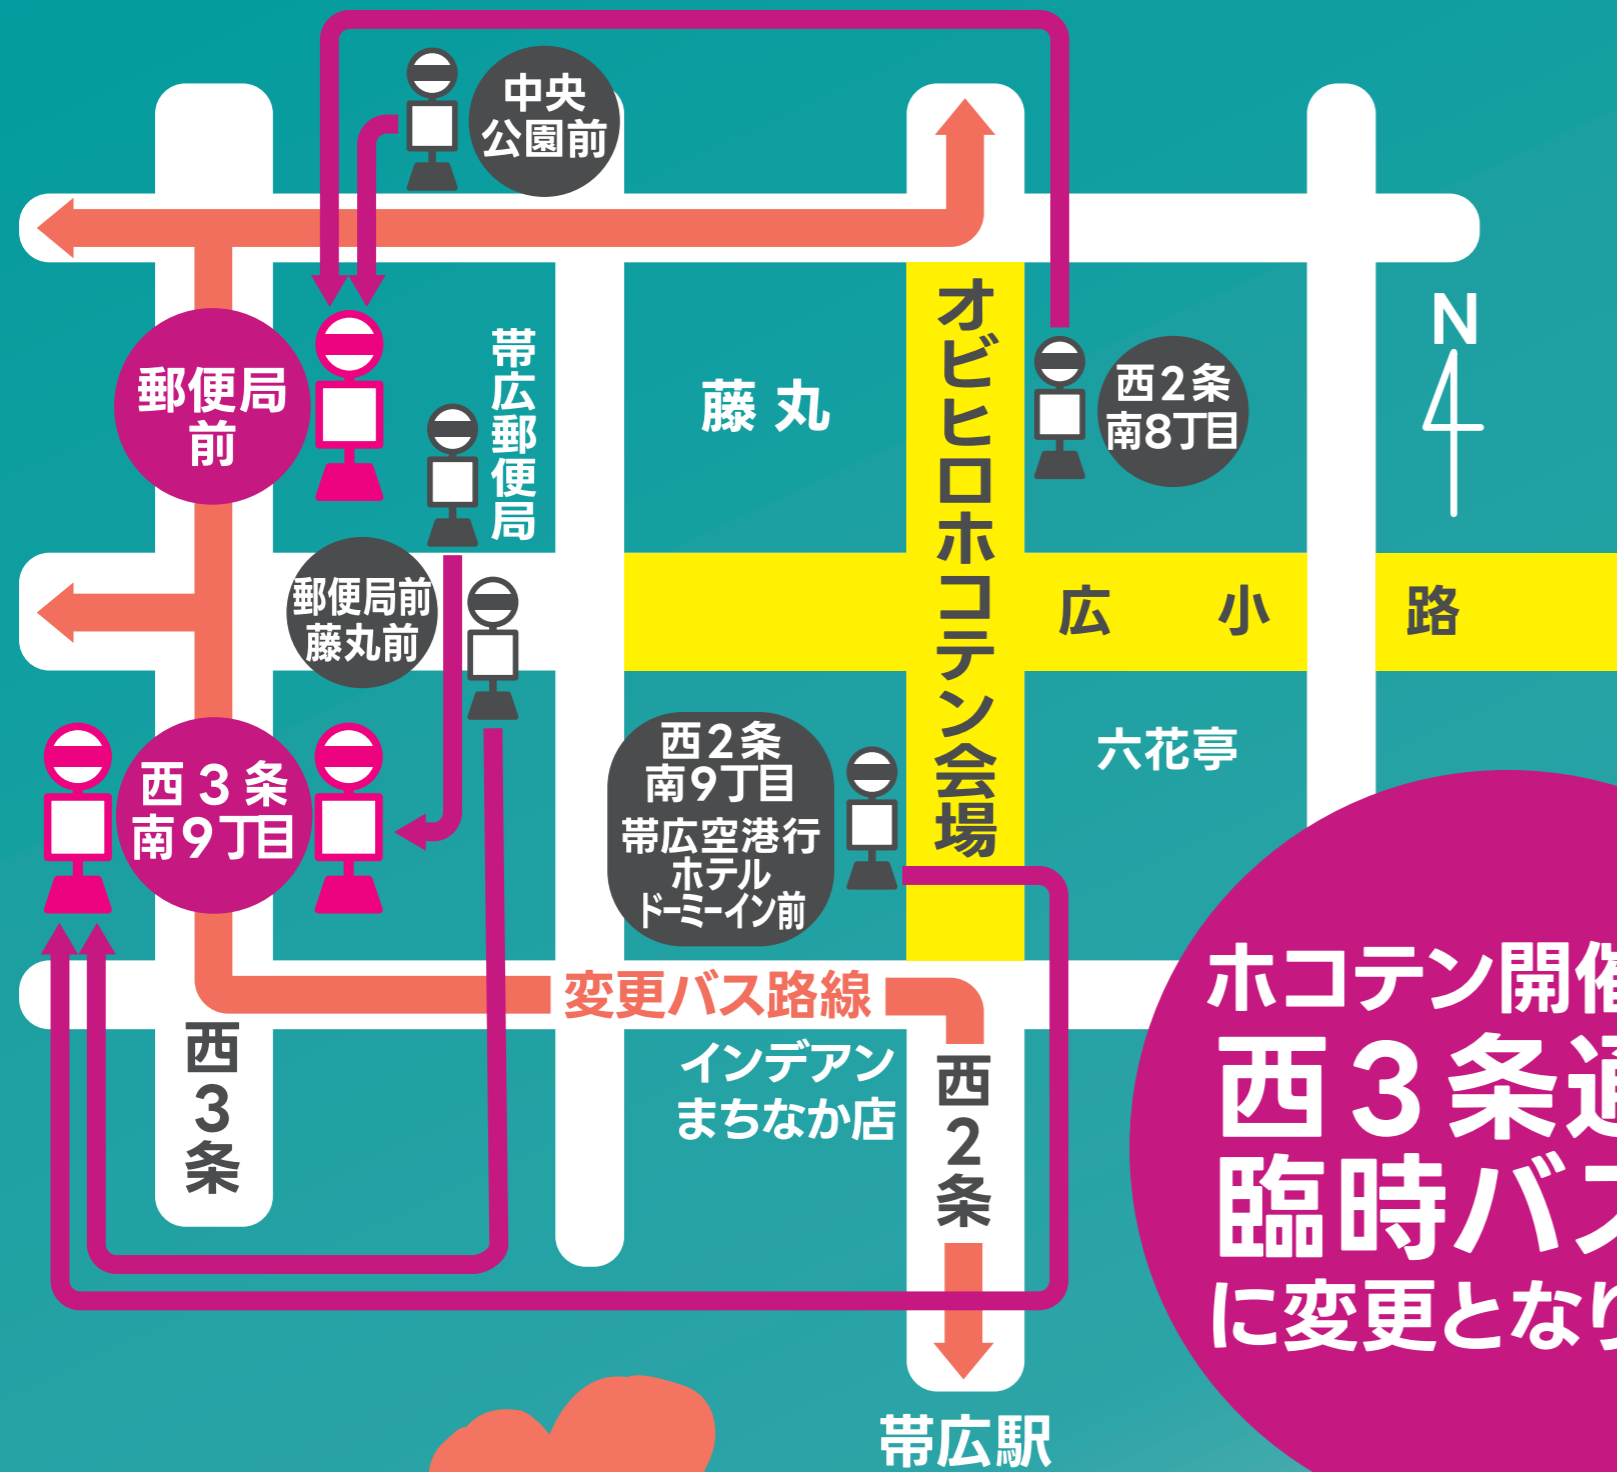 中央
公園前
N
オビヒロホコテン会場
帯広郵便局
郵便局
前
藤丸
西2条
南8丁目
郵便局前
藤丸前
広小路
西2条
南9丁目
帯広空港行
ホテル
ドーミーイン前
六花亭
西3条
南9丁目
変更バス路線
インデアン
まちなか店
西3条
西2条
ホコテン開催
西3条通
臨時バス
に変更となり
帯広駅